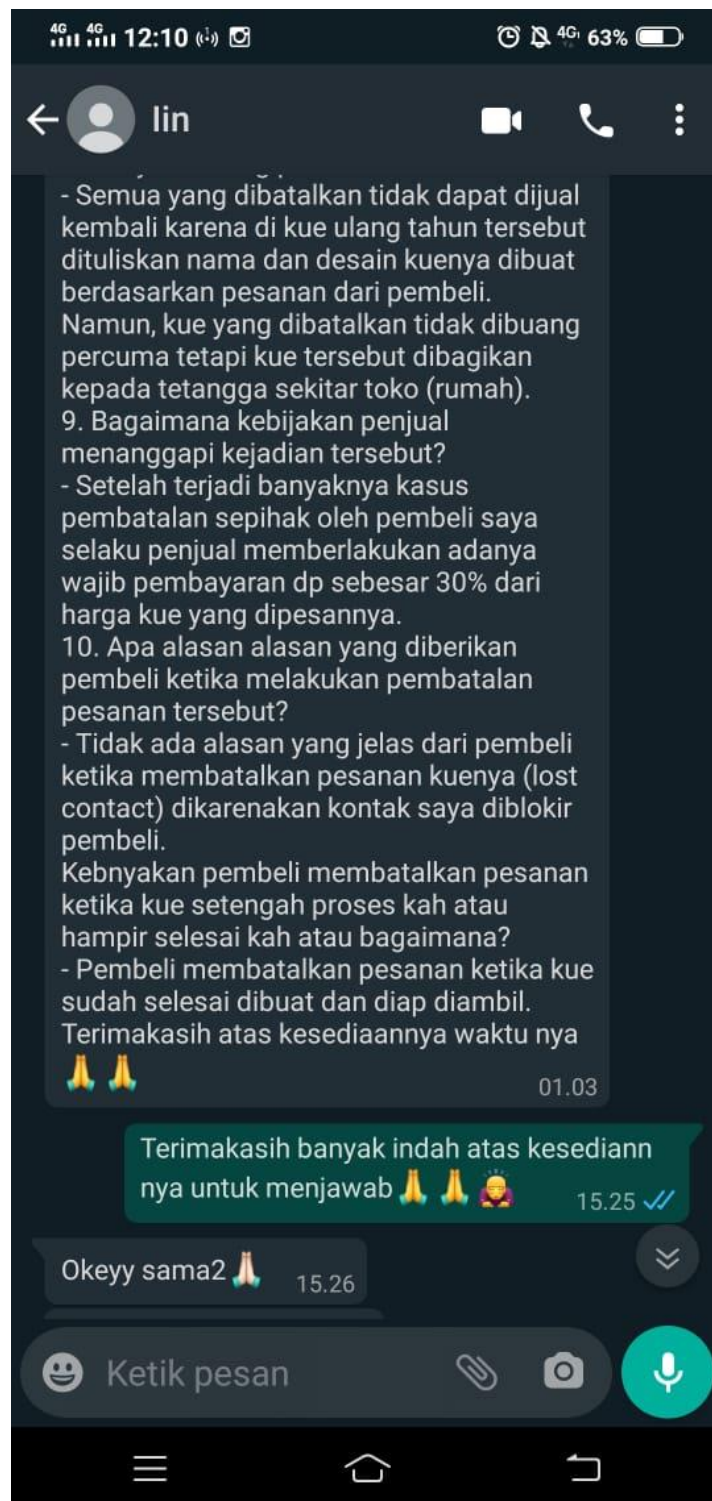 12:10
4G 63%
lin
- Semua yang dibatalkan tidak dapat dijual
kembali karena di kue ulang tahun tersebut
dituliskan nama dan desain kuenya dibuat
berdasarkan pesanan dari pembeli.
Namun, kue yang dibatalkan tidak dibuang
percuma tetapi kue tersebut dibagikan
kepada tetangga sekitar toko (rumah).
9. Bagaimana kebijakan penjual
menanggapi kejadian tersebut?
- Setelah terjadi banyaknya kasus
pembatalan sepihak oleh pembeli saya
selaku penjual memberlakukan adanya
wajib pembayaran dp sebesar 30% dari
harga kue yang dipesannya.
10. Apa alasan alasan yang diberikan
pembeli ketika melakukan pembatalan
pesanan tersebut?
- Tidak ada alasan yang jelas dari pembeli
ketika membatalkan pesanan kuenya (lost
contact) dikarenakan kontak saya diblokir
pembeli.
Kebnyakan pembeli membatalkan pesanan
ketika kue setengah proses kah atau
hampir selesai kah atau bagaimana?
- Pembeli membatalkan pesanan ketika kue
sudah selesai dibuat dan diap diambil.
Terimakasih atas kesediaannya waktu nya
🙏 🙏
01.03
Terimakasih banyak indah atas kesediann
nya untuk menjawab 🙏 🙏 🙇
15.25
Okeyy sama2 🙏🏻 15.26
Ketik pesan